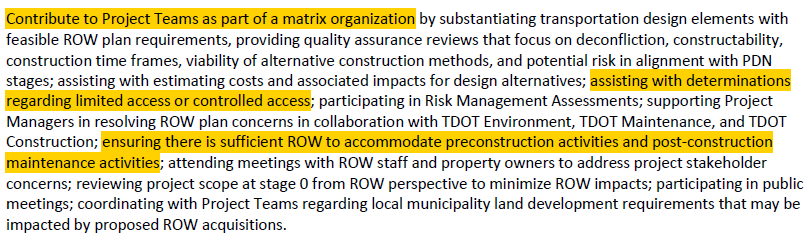 Contribute to Project Teams as part of a matrix organization by substantiating transportation design elements with
feasible ROW plan requirements, providing quality assurance reviews that focus on deconfliction, constructability,
construction time frames, viability of alternative construction methods, and potential risk in alignment with PDN
stages; assisting with estimating costs and associated impacts for design alternatives; assisting with determinations
regarding limited access or controlled access; participating in Risk Management Assessments; supporting Project
Managers in resolving ROW plan concerns in collaboration with TDOT Environment, TDOT Maintenance, and TDOT
Construction; ensuring there is sufficient ROW to accommodate preconstruction activities and post-construction
maintenance activities; attending meetings with ROW staff and property owners to address project stakeholder
concerns; reviewing project scope at stage 0 from ROW perspective to minimize ROW impacts; participating in public
meetings; coordinating with Project Teams regarding local municipality land development requirements that may be
impacted by proposed ROW acquisitions.